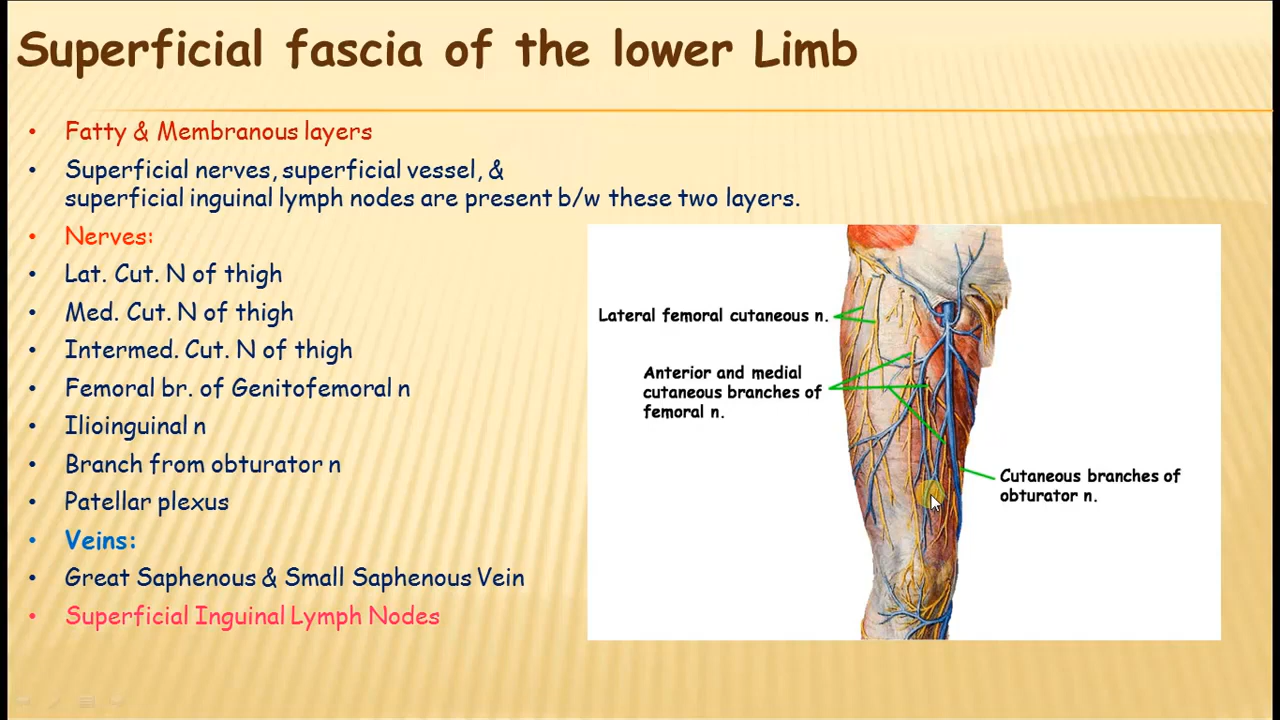 Superficial fascia of the lower Limb
• Fatty & Membranous layers
• Superficial nerves, superficial vessel, &
superficial inguinal lymph nodes are present b/w these two layers.
• Nerves:
• Lat. Cut. N of thigh
• Med. Cut. N of thigh
• Intermed. Cut. N of thigh
• Femoral br. of Genitofemoral n
• Ilioinguinal n
• Branch from obturator n
• Patellar plexus
• Veins:
• Great Saphenous & Small Saphenous Vein
• Superficial Inguinal Lymph Nodes
Lateral femoral cutaneous n.
Anterior and medial
cutaneous branches of
femoral n.
Cutaneous branches of
obturator n.